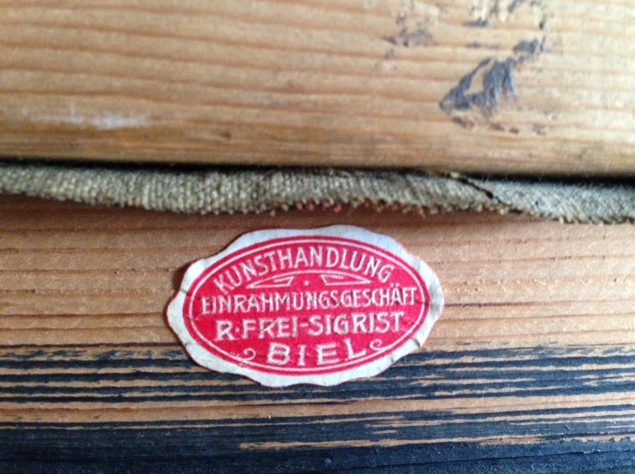 KUNSTHANDLUNG
EINRAHMUNGSGESCHÄFT
R·FREI-SIGRIST
BIEL